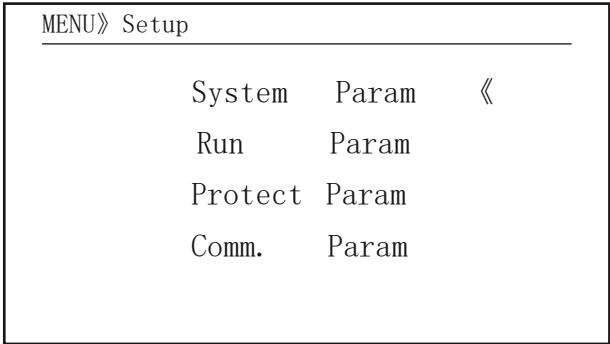 MENU》 Setup
System Param 《
Run Param
Protect Param
Comm. Param